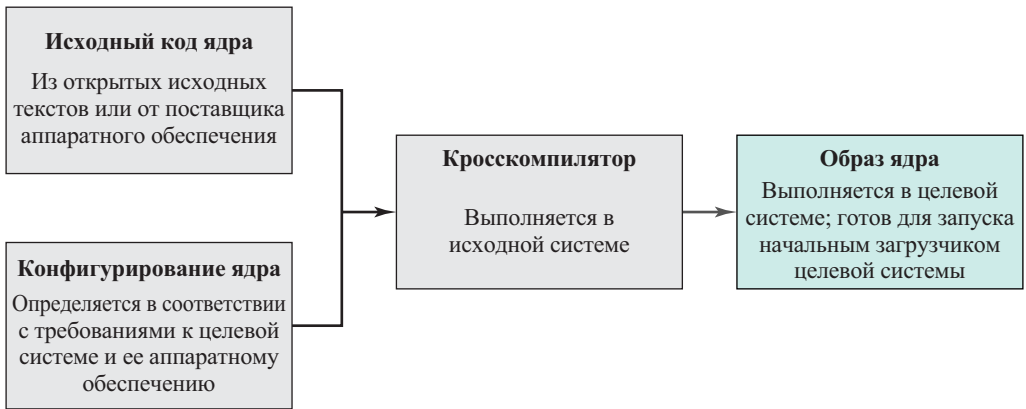 Исходный код ядра
Из открытых исходных
текстов или от поставщика
аппаратного обеспечения
Конфигурирование ядра
Определяется в соответствии
с требованиями к целевой
системе и ее аппаратному
обеспечению
Кросскомпилятор
Выполняется в
исходной системе
Образ ядра
Выполняется в целевой
системе; готов для запуска
начальным загрузчиком
целевой системы